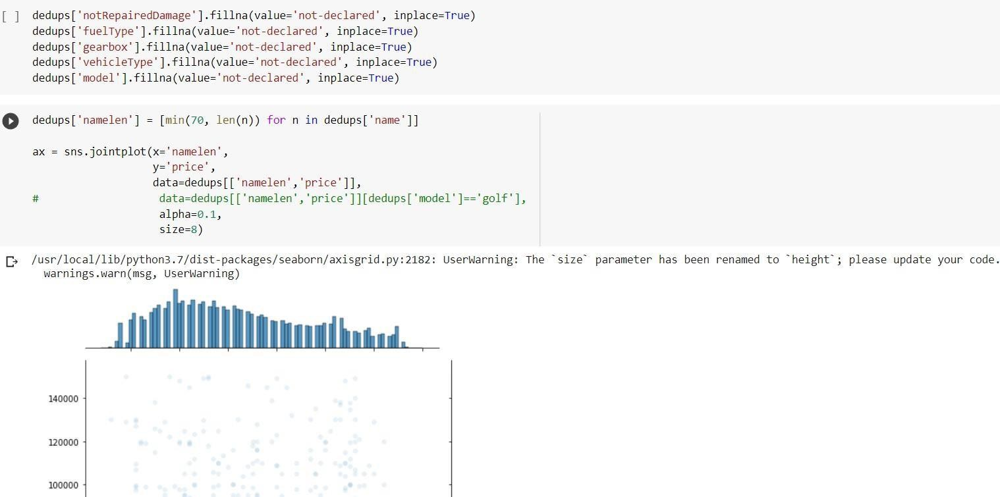 [ ] dedups['notRepairedDamage'].fillna(value='not-declared', inplace=True)
dedups['fuelType'].fillna(value='not-declared', inplace=True)
dedups['gearbox'].fillna(value='not-declared', inplace=True)
dedups['vehicleType'].fillna(value='not-declared', inplace=True)
dedups['model'].fillna(value='not-declared', inplace=True)
dedups['namelen'] = [min(70, len(n)) for n in dedups['name']]
ax = sns.jointplot(x='namelen',
y='price',
data=dedups[['namelen','price']],
# data=dedups[['namelen','price']][dedups['model']=='golf'],
alpha=0.1,
size=8)
/usr/local/lib/python3.7/dist-packages/seaborn/axisgrid.py:2182: UserWarning: The `size` parameter has been renamed to `height`; please update your code.
warnings.warn(msg, UserWarning)
140000
120000
100000